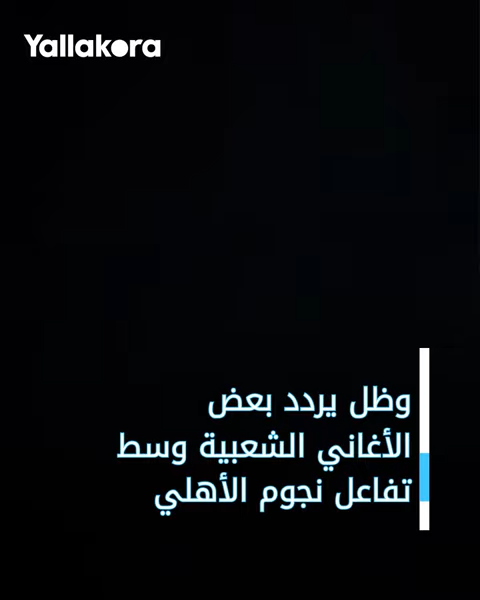 Yallakora
وظل يردد بعض
الأغاني الشعبية وسط
تفاعل نجوم الأهلي